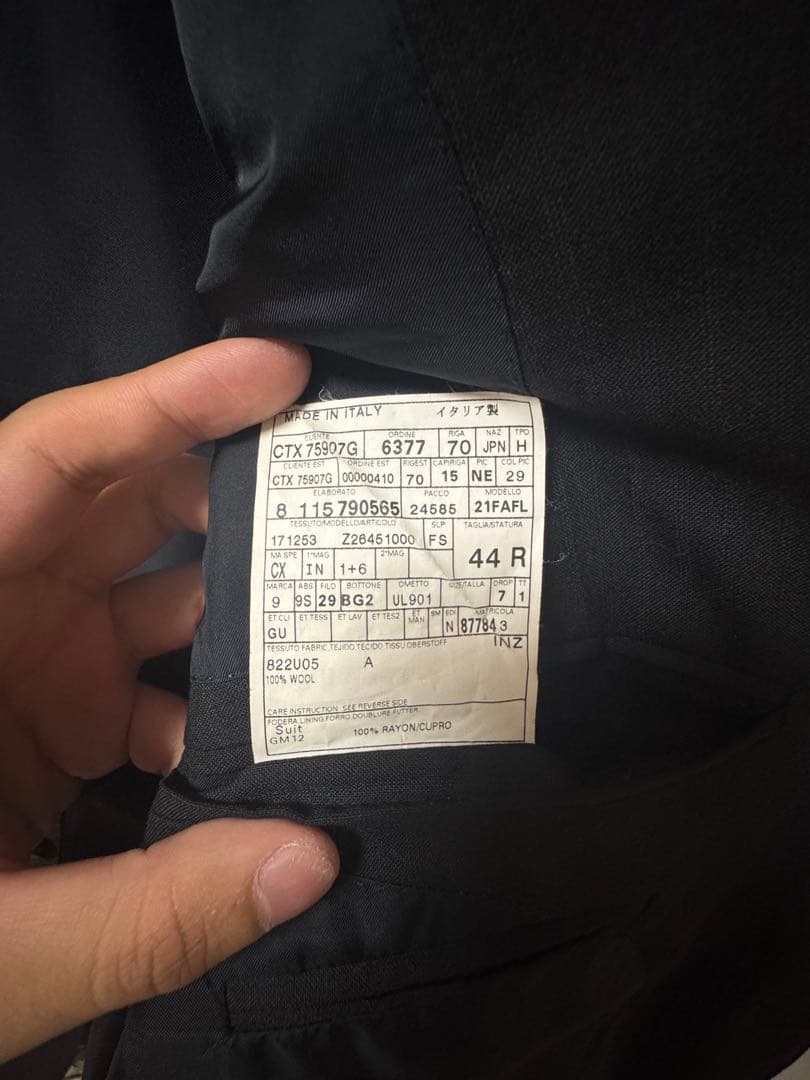 MADE IN ITALY イタリア製
CLIENTE ORDINE RIGA NAZ TPO
CTX 75907G 6377 70 JPN H
CLIENTE EST ORDINE EST RIGEST CAPIRIGA PIC COL PIC
CTX 75907G 00000410 70 15 NE 29
ELABORATO PACCO MODELLO
8 115790565 24585 21FAFL
TESSUTO/MODELLO/ARTICOLO SLP TAGLIA/STATURA
171253 Z26451000 FS 44 R
MA SPE 1°MAG 2°MAG
CX IN 1+6
MARCA ABS FILO BOTTONE OMETTO SIZE/TALLA DROP TT
9 9S 29 BG2 UL901 7 1
ET CLI ET TESS ET LAV ET TES2 ET MAN SM EDI MATRICOLA
GU N 87784 3
INZ
TESSUTO.FABRIC.TEJIDO.TECIDO.TISSU.OBERSTOFF
822U05 A
100% WOOL
CARE INSTRUCTION SEE REVERSE SIDE
FODERA.LINING.FORRO.DOUBLURE.FUTTER
Suit 100% RAYON/CUPRO
GM12